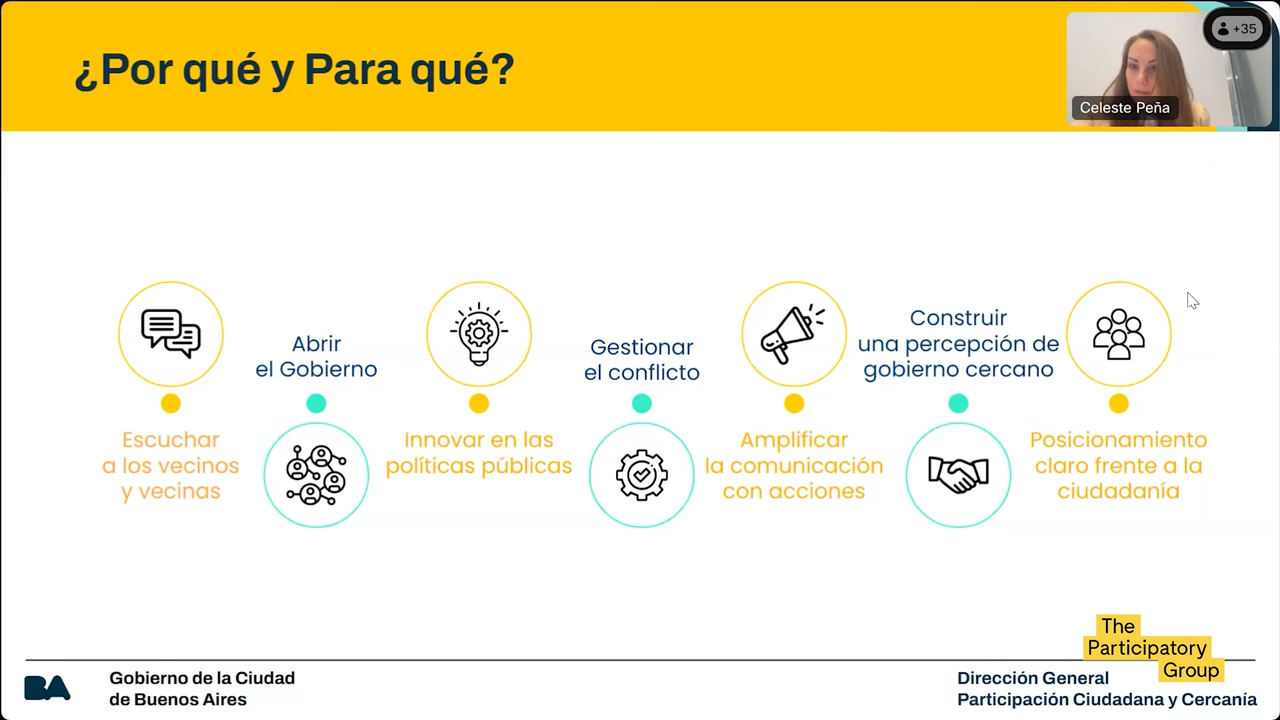 ¿Por qué y Para qué?
+35
Celeste Peña
Escuchar
a los vecinos
y vecinas
Abrir
el Gobierno
Innovar en las
políticas públicas
Gestionar
el conflicto
Amplificar
la comunicación
con acciones
Construir
una percepción de
gobierno cercano
Posicionamiento
claro frente a la
ciudadanía
The
Participatory
Group
BA
Gobierno de la Ciudad
de Buenos Aires
Dirección General
Participación Ciudadana y Cercanía